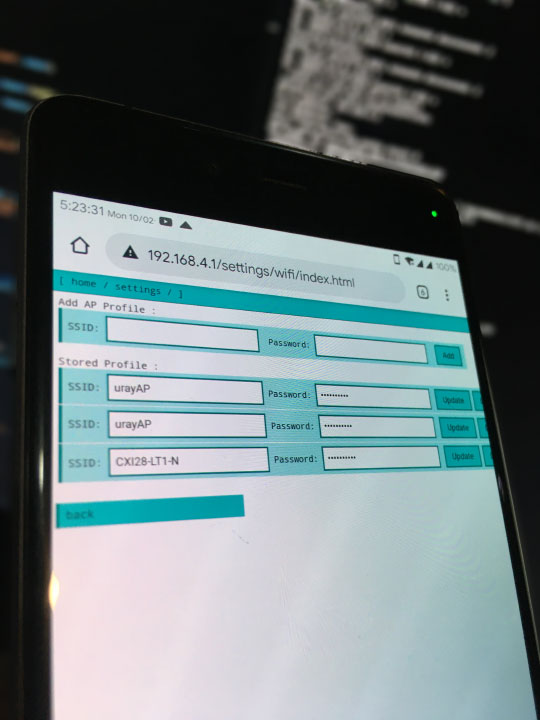 5:23:31 Mon 10/02 100%
192.168.4.1/settings/wifi/index.html 6
[ home / settings / ]
Add AP Profile :
SSID: Password: Add
Stored Profile :
SSID: urayAP Password: •••••••••• Update
SSID: urayAP Password: •••••••••• Update
SSID: CXI28-LT1-N Password: •••••••••• Update
back